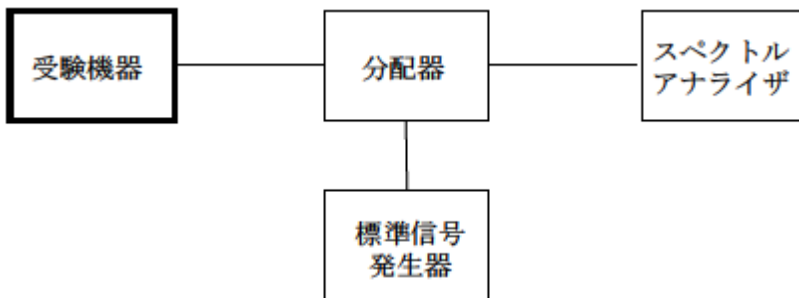 受験機器
分配器
スペクトル
アナライザ
標準信号
発生器